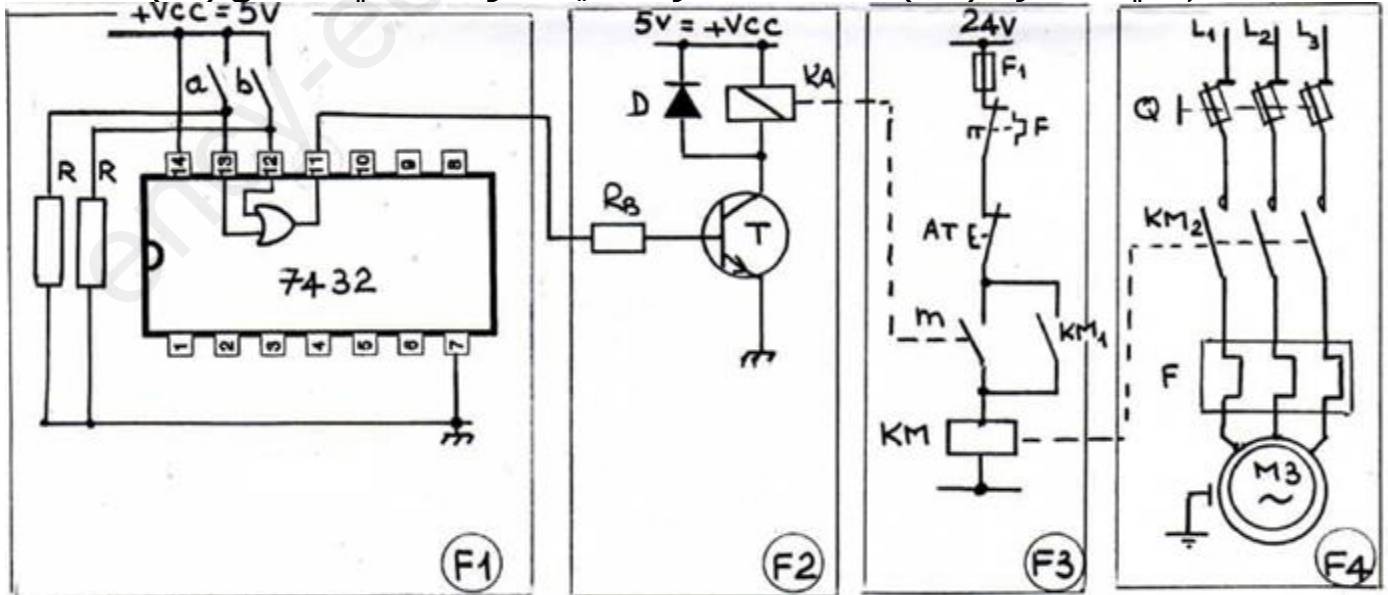 +VCC = 5V
a
b
R
R
14
13
12
11
10
9
8
7432
1
2
3
4
5
6
7
F1
5V = +VCC
D
KA
RB
T
F2
24V
F1
F
AT
m
KM1
KM
F3
L1
L2
L3
Q
KM2
F
M3
~
F4